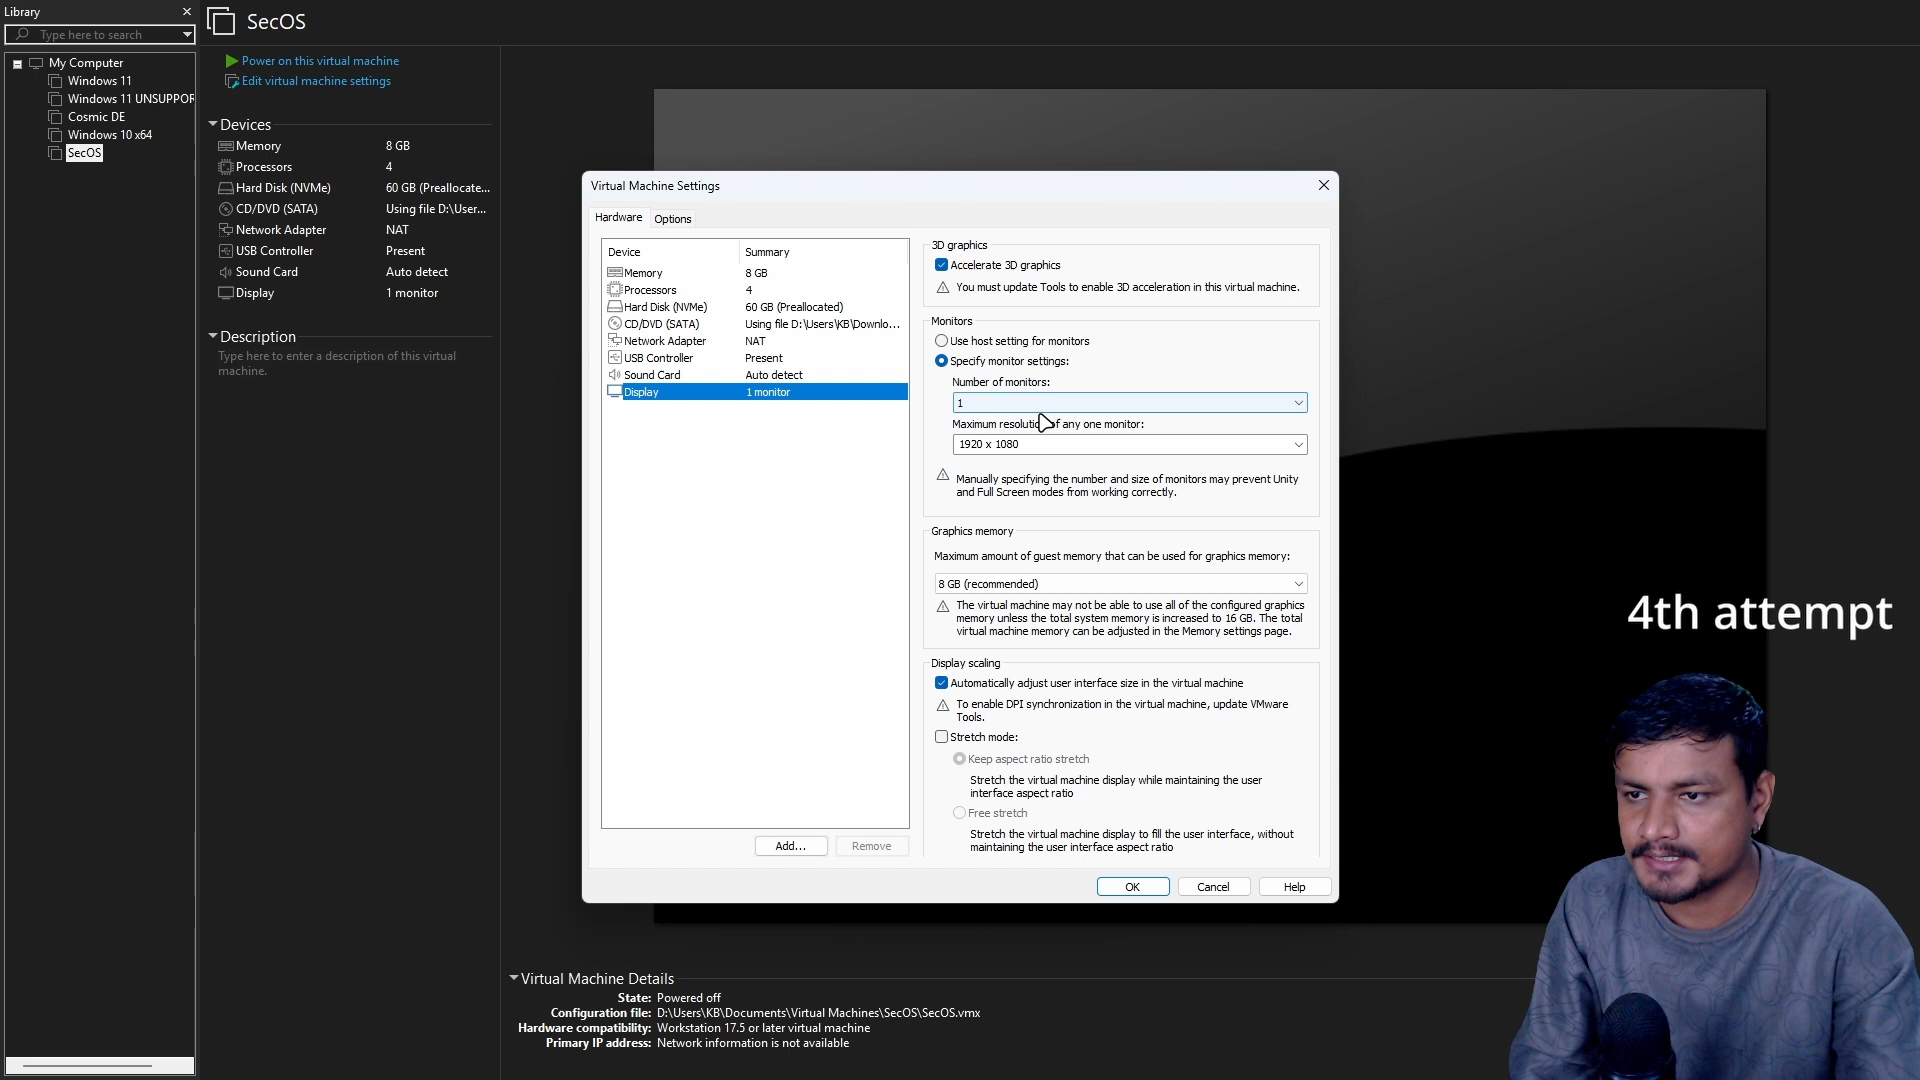 Library
Type here to search
My Computer
Windows 11
Windows 11 UNSUPPOR
Cosmic DE
Windows 10 x64
SecOS
SecOS
Power on this virtual machine
Edit virtual machine settings
Devices
Memory 8 GB
Processors 4
Hard Disk (NVMe) 60 GB (Preallocate...
CD/DVD (SATA) Using file D:\User...
Network Adapter NAT
USB Controller Present
Sound Card Auto detect
Display 1 monitor
Description
Type here to enter a description of this virtual
machine.
Virtual Machine Settings
Hardware Options
Device Summary
Memory 8 GB
Processors 4
Hard Disk (NVMe) 60 GB (Preallocated)
CD/DVD (SATA) Using file D:\Users\KB\Downlo...
Network Adapter NAT
USB Controller Present
Sound Card Auto detect
Display 1 monitor
Add... Remove
3D graphics
Accelerate 3D graphics
You must update Tools to enable 3D acceleration in this virtual machine.
Monitors
Use host setting for monitors
Specify monitor settings:
Number of monitors:
1
Maximum resolution of any one monitor:
1920 x 1080
Manually specifying the number and size of monitors may prevent Unity
and Full Screen modes from working correctly.
Graphics memory
Maximum amount of guest memory that can be used for graphics memory:
8 GB (recommended)
The virtual machine may not be able to use all of the configured graphics
memory unless the total system memory is increased to 16 GB. The total
virtual machine memory can be adjusted in the Memory settings page.
Display scaling
Automatically adjust user interface size in the virtual machine
To enable DPI synchronization in the virtual machine, update VMware
Tools.
Stretch mode:
Keep aspect ratio stretch
Stretch the virtual machine display while maintaining the user
interface aspect ratio
Free stretch
Stretch the virtual machine display to fill the user interface, without
maintaining the user interface aspect ratio
OK Cancel Help
4th attempt
Virtual Machine Details
State: Powered off
Configuration file: D:\Users\KB\Documents\Virtual Machines\SecOS\SecOS.vmx
Hardware compatibility: Workstation 17.5 or later virtual machine
Primary IP address: Network information is not available